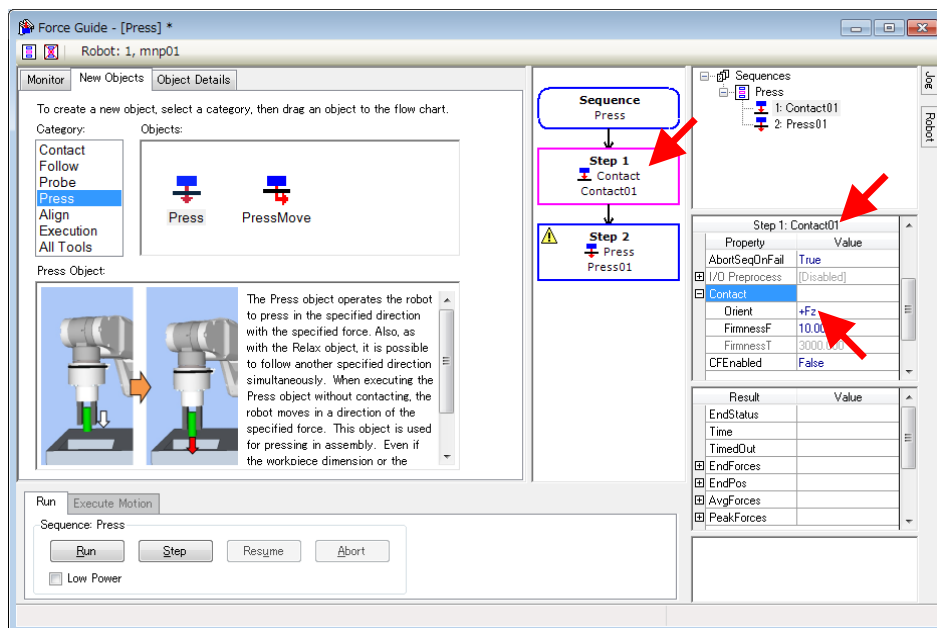 Force Guide - [Press] *
Robot: 1, mnp01
Monitor
New Objects
Object Details
To create a new object, select a category, then drag an object to the flow chart.
Category:
Objects:
Contact
Follow
Probe
Press
Align
Execution
All Tools
Press
PressMove
Press Object:
The Press object operates the robot
to press in the specified direction
with the specified force. Also, as
with the Relax object, it is possible
to follow another specified direction
simultaneously. When executing the
Press object without contacting, the
robot moves in a direction of the
specified force. This object is used
for pressing in assembly. Even if
the workpiece dimension or the
Run
Execute Motion
Sequence: Press
Run
Step
Resume
Abort
Low Power
Sequence
Press
Step 1
Contact
Contact01
Step 2
Press
Press01
Sequences
Press
1: Contact01
2: Press01
Jog
Robot
Step 1: Contact01
Property Value
AbortSeqOnFail True
I/O Preprocess [Disabled]
Contact
Orient +Fz
FirmnessF
FirmnessT
CFEnabled False
Result Value
EndStatus
Time
TimedOut
EndForces
EndPos
AvgForces
PeakForces